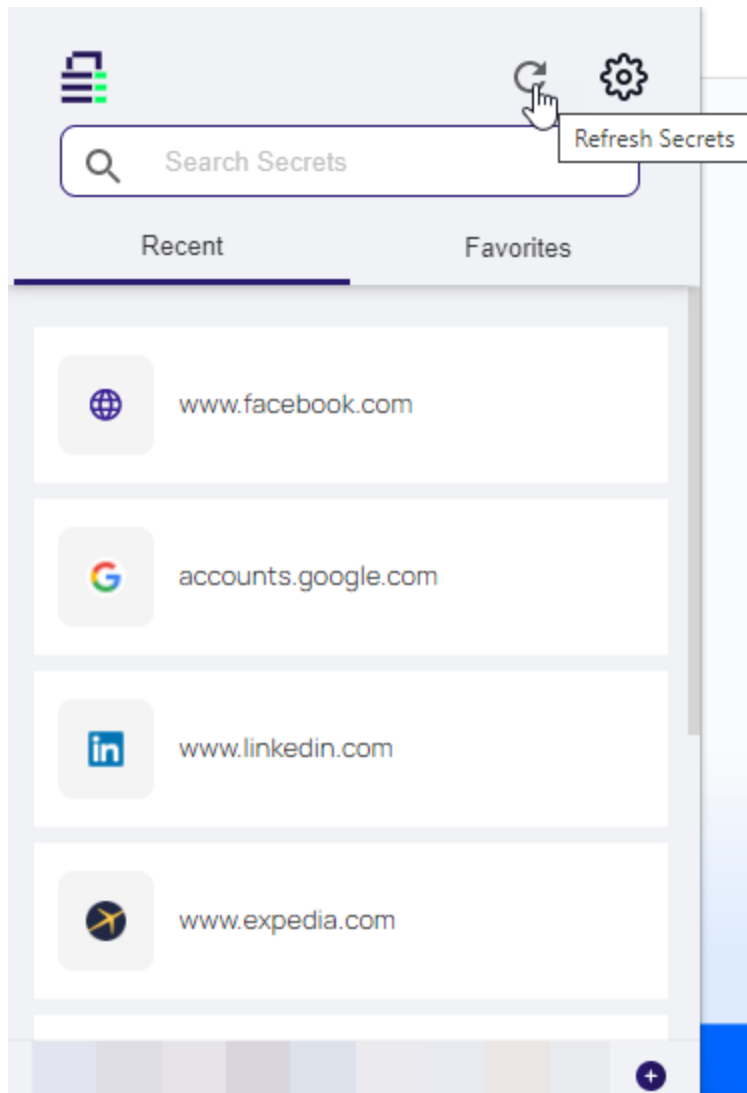 Refresh Secrets
Search Secrets
Recent Favorites
www.facebook.com
accounts.google.com
www.linkedin.com
www.expedia.com